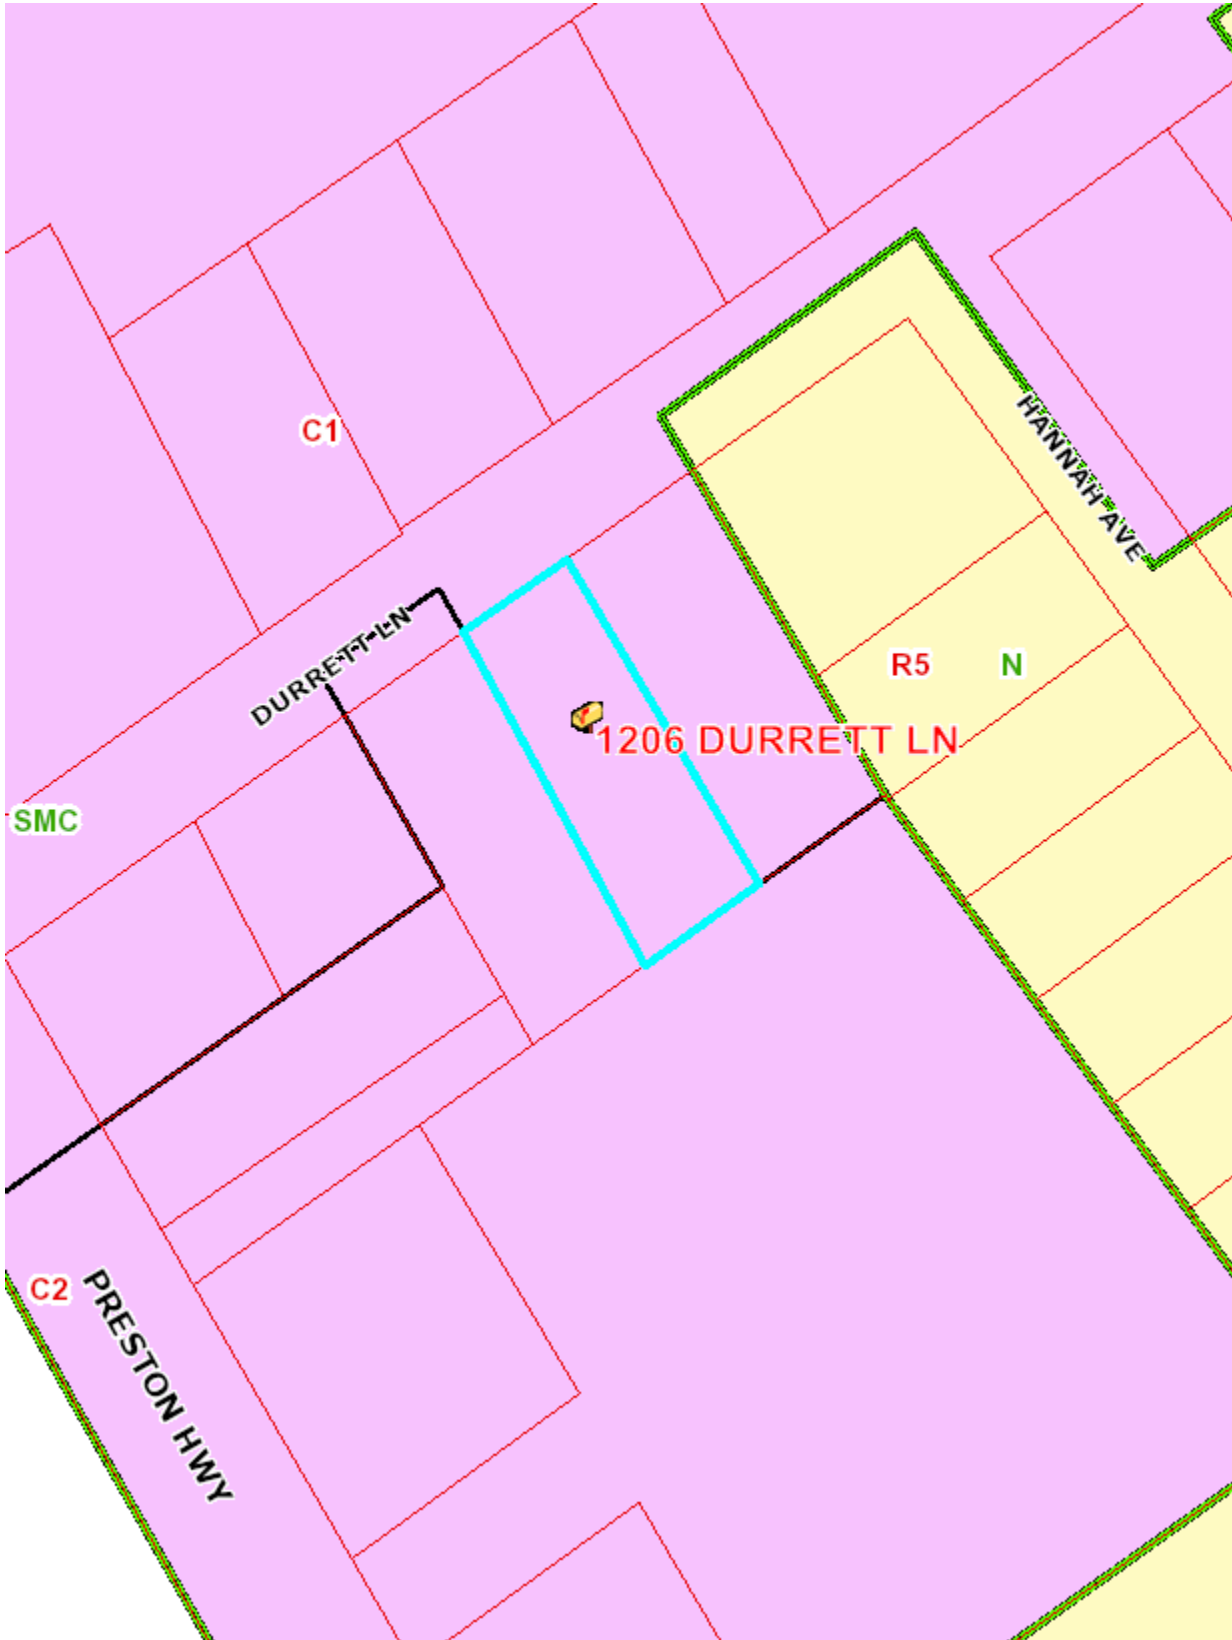 C1
HANNAH AVE
DURRETT LN
R5
N
1206 DURRETT LN
SMC
C2
PRESTON HWY